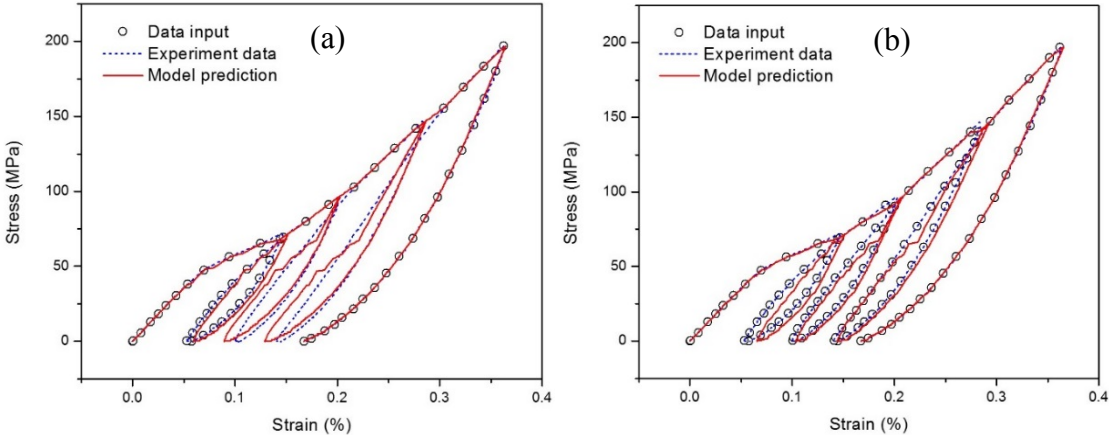 (a)
Data input
Experiment data
Model prediction
200
150
100
50
0
Stress (MPa)
0.0 0.1 0.2 0.3 0.4
Strain (%)
(b)
Data input
Experiment data
Model prediction
200
150
100
50
0
Stress (MPa)
0.0 0.1 0.2 0.3 0.4
Strain (%)